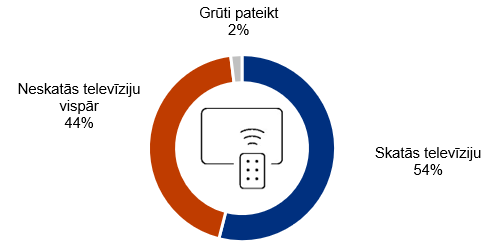 Grūti pateikt
2%
Neskatās televīziju
vispār
44%
Skatās televīziju
54%